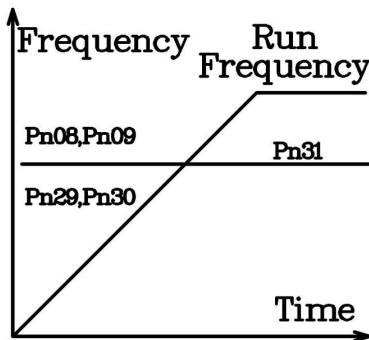 Frequency
Run
Frequency
Pn08,Pn09
Pn31
Pn29,Pn30
Time